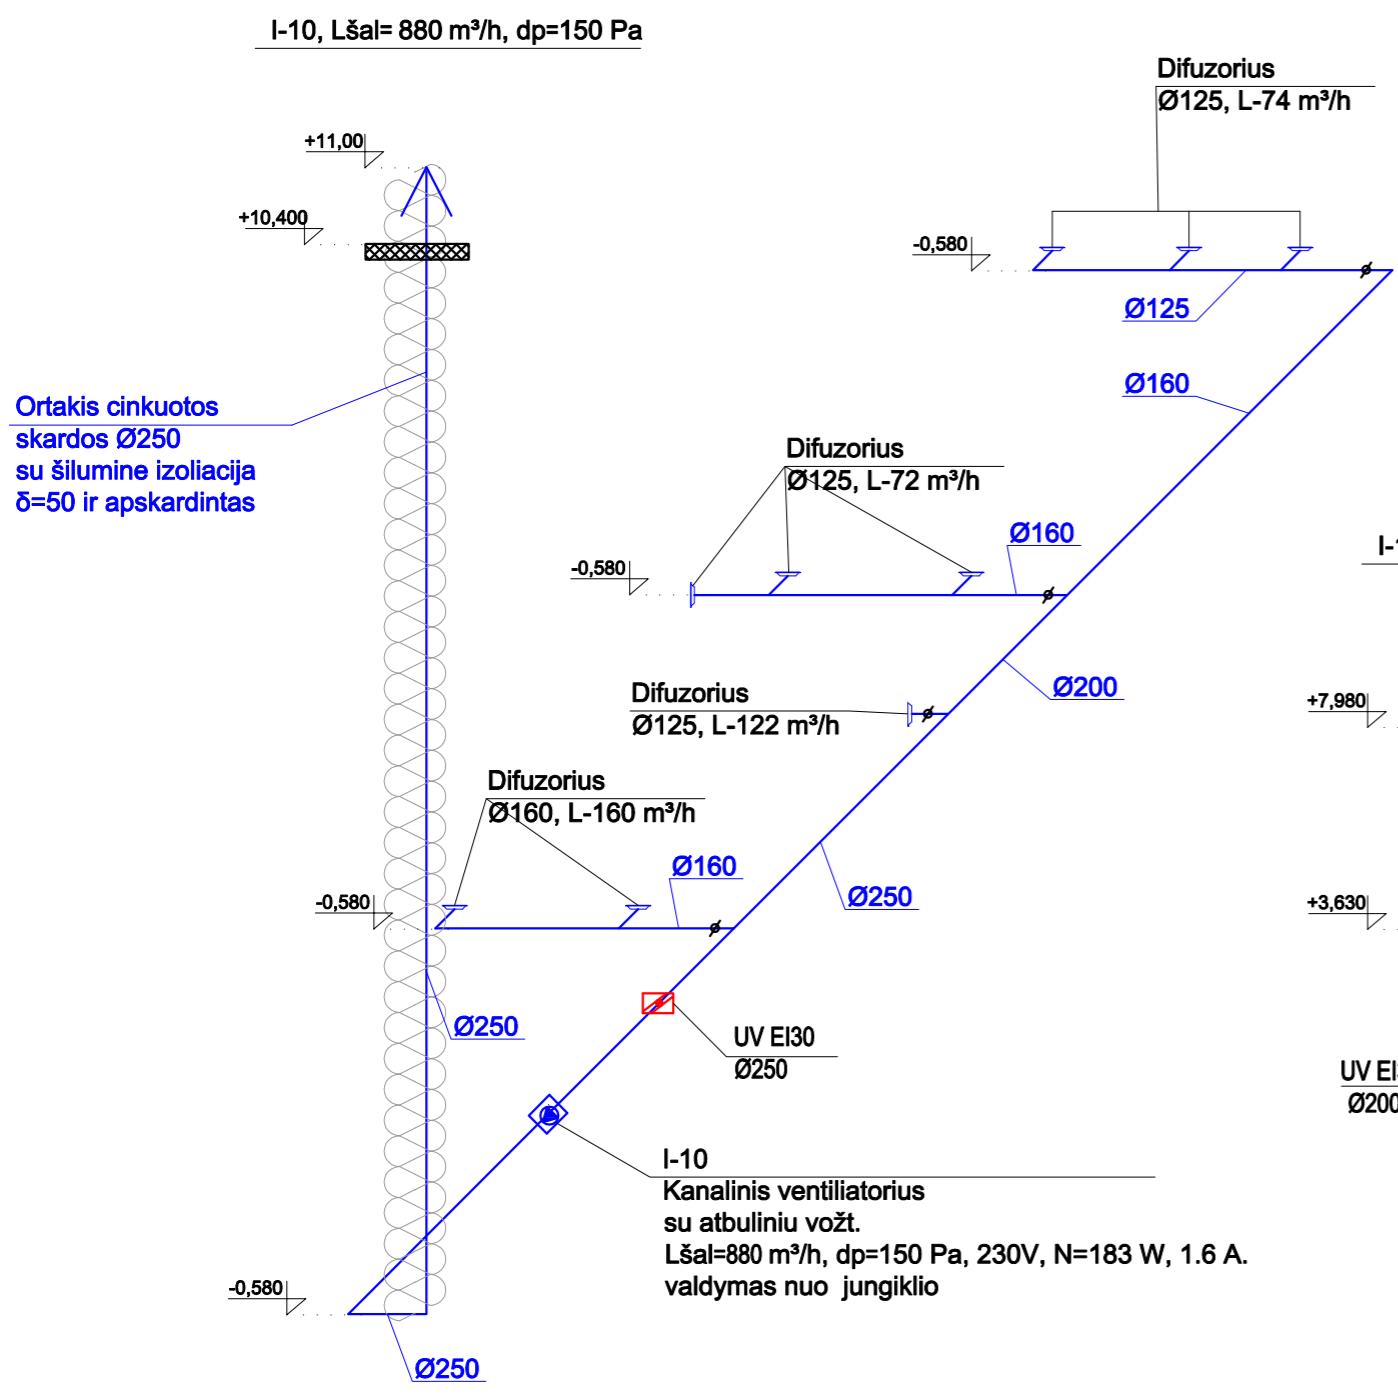 I-10, Lšal= 880 m³/h, dp=150 Pa
Difuzorius
Ø125, L-74 m³/h
+11,00
+10,400
-0,580
Ø125
Ø160
Ortakis cinkuotos
skardos Ø250
su šilumine izoliacija
δ=50 ir apskardintas
Difuzorius
Ø125, L-72 m³/h
Ø160
-0,580
Ø200
Difuzorius
Ø125, L-122 m³/h
+7,980
Difuzorius
Ø160, L-160 m³/h
Ø160
Ø250
-0,580
+3,630
Ø250
UV EI30
Ø250
Ø200
I-10
Kanalinis ventiliatorius
su atbuliniu vožt.
Lšal=880 m³/h, dp=150 Pa, 230V, N=183 W, 1.6 A.
valdymas nuo jungiklio
-0,580
Ø250